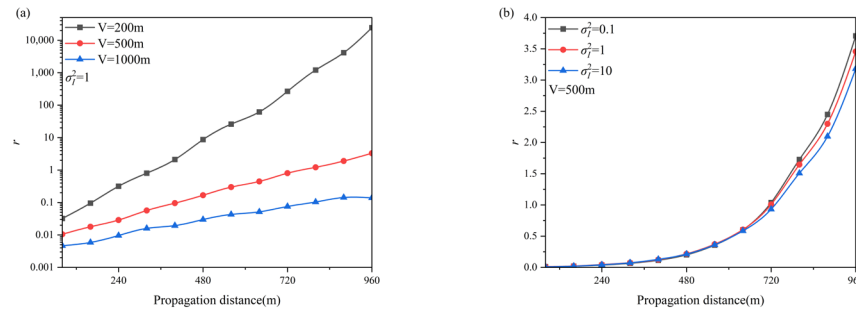 (a)
V=200m
V=500m
V=1000m
σ_I^2=1
10,000
1,000
100
10
1
0.1
0.01
0.001
r
240
480
720
960
Propagation distance(m)
(b)
σ_I^2=0.1
σ_I^2=1
σ_I^2=10
V=500m
4.0
3.5
3.0
2.5
2.0
1.5
1.0
0.5
0.0
r
240
480
720
96
Propagation distance(m)